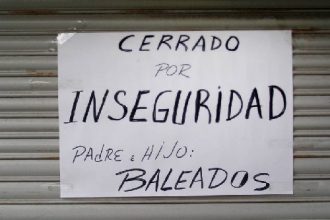 CERRADO
POR
INSEGURIDAD
PADRE e HIJO:
BALEADOS